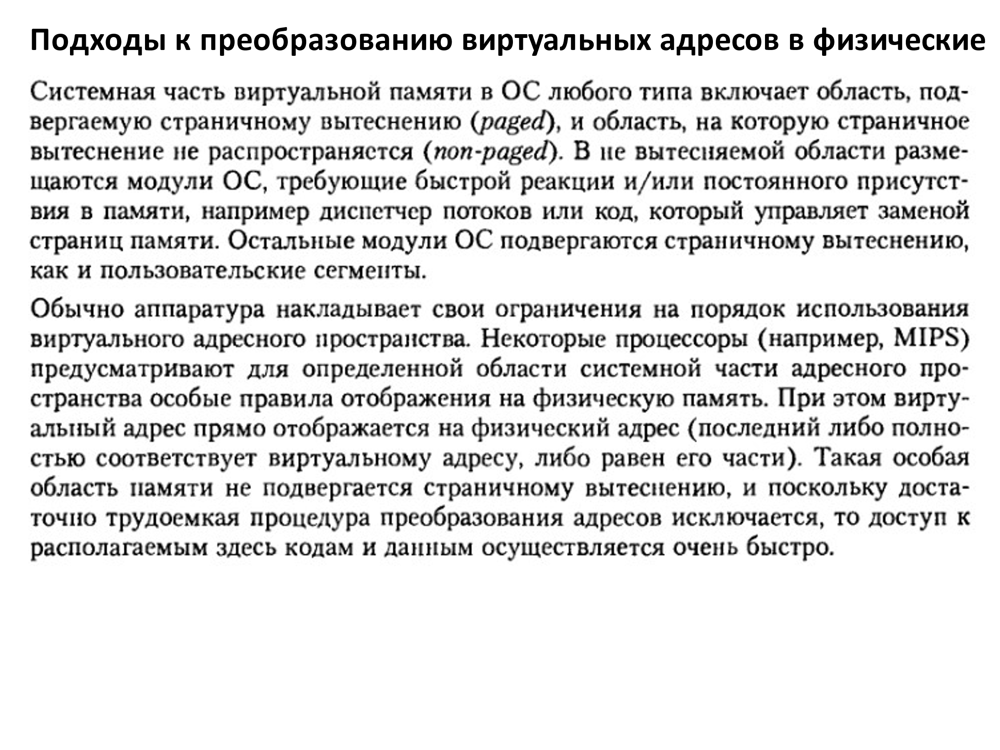 Подходы к преобразованию виртуальных адресов в физические
Системная часть виртуальной памяти в ОС любого типа включает область, под-
вергаемую страничному вытеснению (paged), и область, на которую страничное
вытеснение не распространяется (non-paged). В не вытесняемой области разме-
щаются модули ОС, требующие быстрой реакции и/или постоянного присутст-
вия в памяти, например диспетчер потоков или код, который управляет заменой
страниц памяти. Остальные модули ОС подвергаются страничному вытеснению,
как и пользовательские сегменты.
Обычно аппаратура накладывает свои ограничения на порядок использования
виртуального адресного пространства. Некоторые процессоры (например, MIPS)
предусматривают для определенной области системной части адресного про-
странства особые правила отображения на физическую память. При этом вирту-
альный адрес прямо отображается на физический адрес (последний либо полно-
стью соответствует виртуальному адресу, либо равен его части). Такая особая
область памяти не подвергается страничному вытеснению, и поскольку доста-
точно трудоемкая процедура преобразования адресов исключается, то доступ к
располагаемым здесь кодам и данным осуществляется очень быстро.